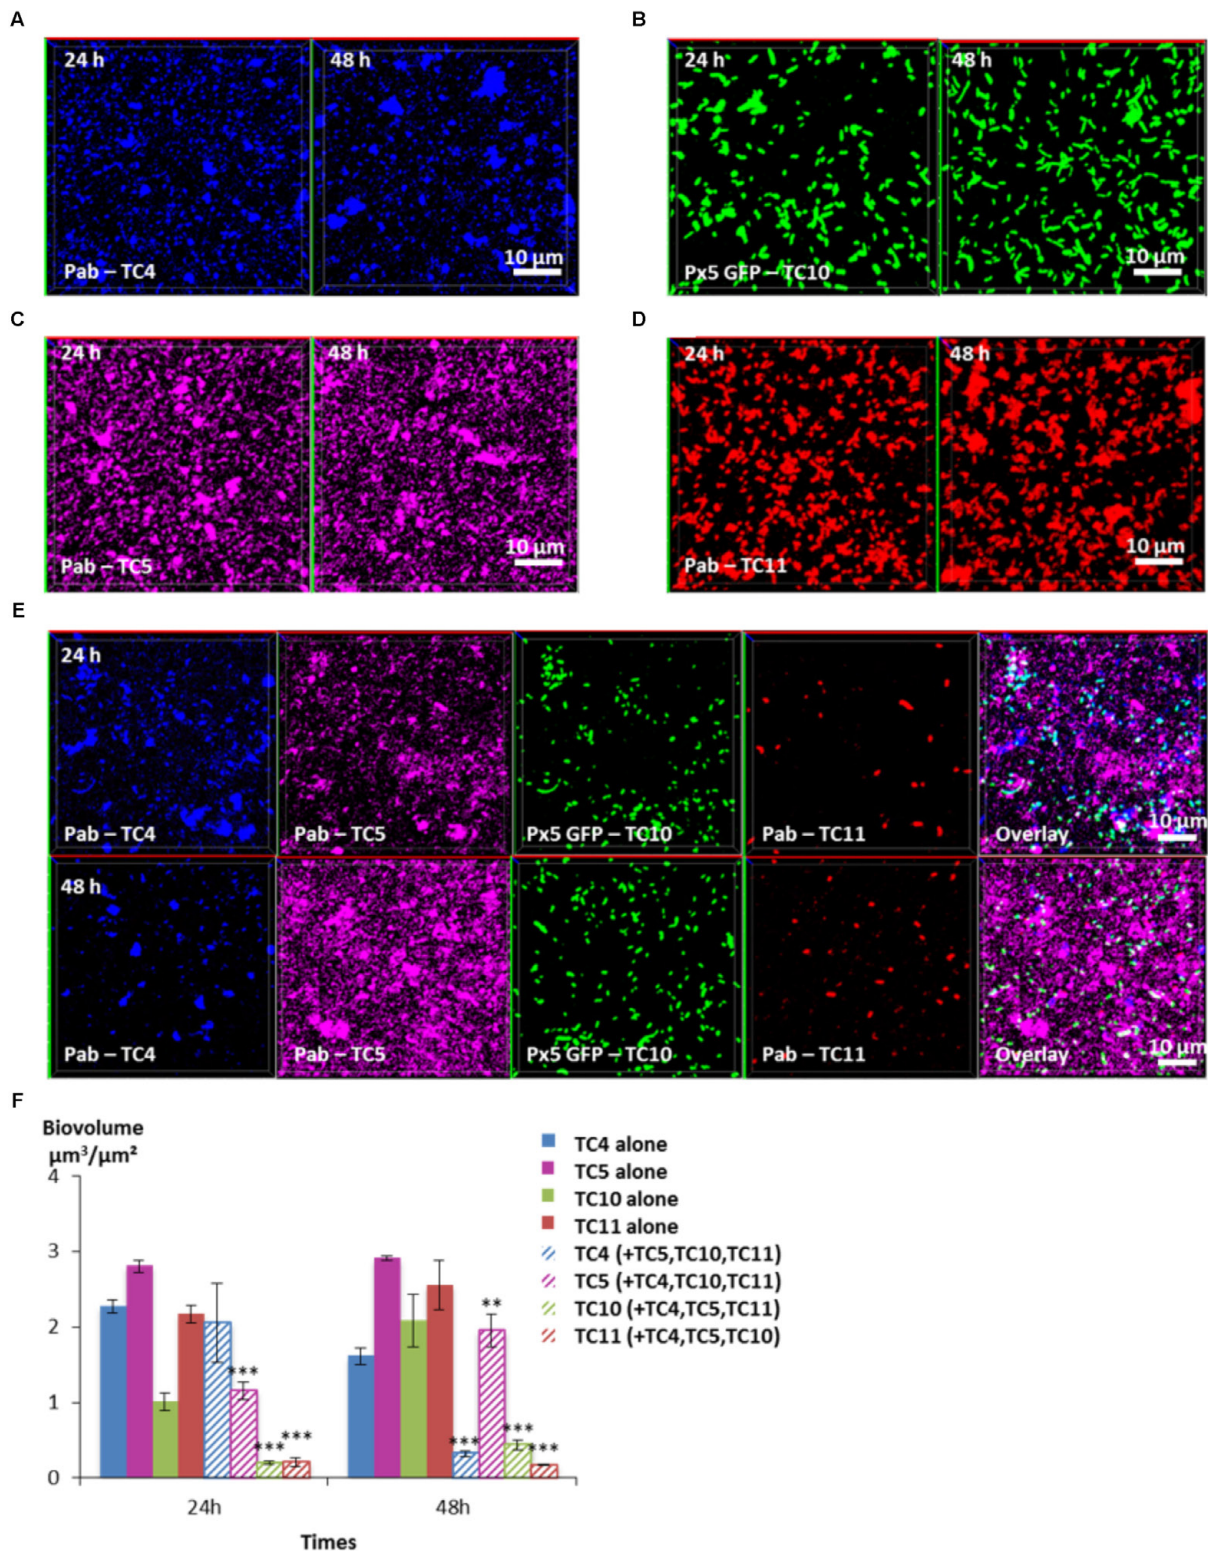 A
B
24 h
48 h
24 h
48 h
Pab – TC4
10 µm
Px5 GFP – TC10
10 µm
C
D
24 h
48 h
24 h
48 h
Pab – TC5
10 µm
Pab – TC11
10 µm
E
24 h
Pab – TC4
Pab – TC5
Px5 GFP – TC10
Pab – TC11
Overlay
10 µm
48 h
Pab – TC4
Pab – TC5
Px5 GFP – TC10
Pab – TC11
Overlay
10 µm
F
Biovolume
µm³/µm²
4
3
2
1
0
***
***
***
***
**
***
***
24h
48h
Times
TC4 alone
TC5 alone
TC10 alone
TC11 alone
TC4 (+TC5,TC10,TC11)
TC5 (+TC4,TC10,TC11)
TC10 (+TC4,TC5,TC11)
TC11 (+TC4,TC5,TC10)